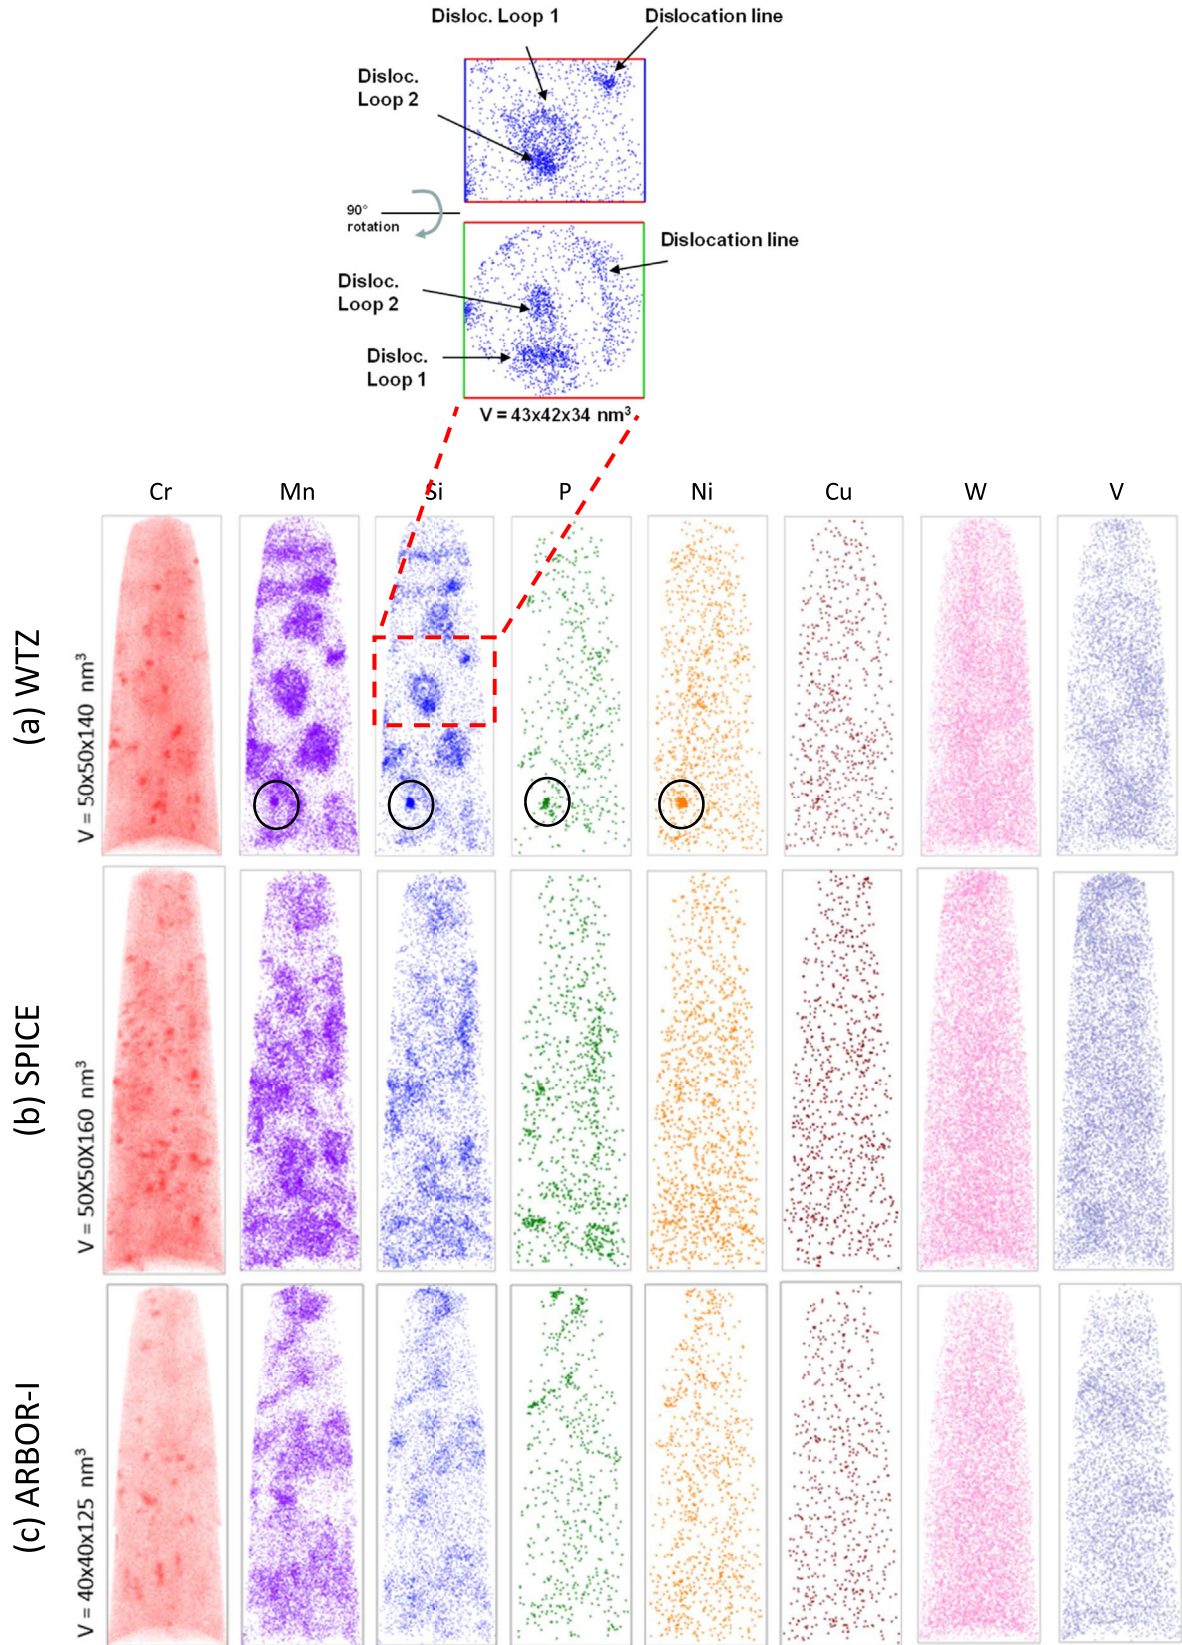 Disloc. Loop 1
Dislocation line
Disloc.
Loop 2
90°
rotation
Dislocation line
Disloc.
Loop 2
Disloc.
Loop 1
V = 43x42x34 nm³
Cr Mn Si P Ni Cu W V
(a) WTZ
V = 50x50x140 nm³
(b) SPICE
V = 50X50X160 nm³
(c) ARBOR-I
V = 40x40x125 nm³